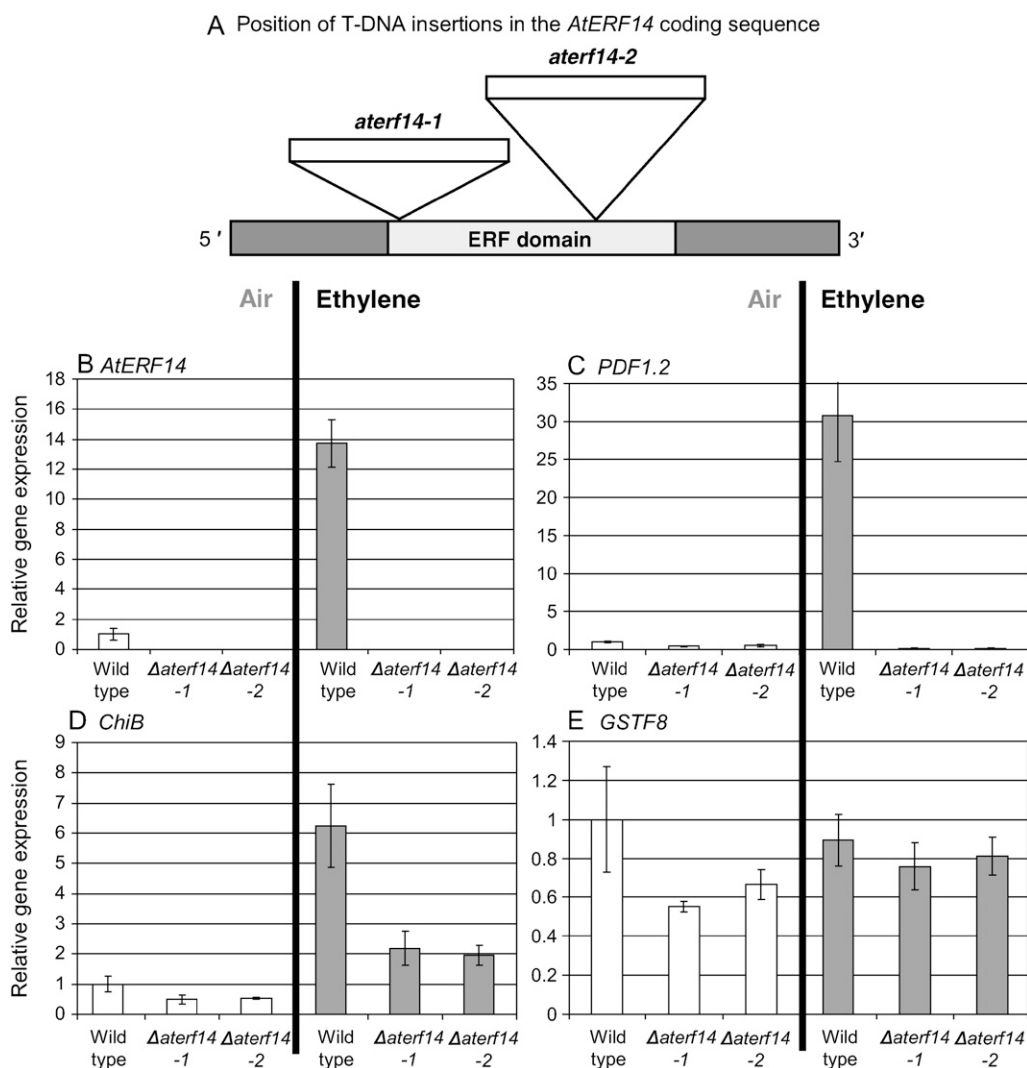 A Position of T-DNA insertions in the AtERF14 coding sequence
aterf14-2
aterf14-1
5 ′ ERF domain 3′
Air Ethylene Air Ethylene
B AtERF14
Relative gene expression
18
16
14
12
10
8
6
4
2
0
Wild type Δaterf14 -1 Δaterf14 -2 Wild type Δaterf14 -1 Δaterf14 -2
C PDF1.2
35
30
25
20
15
10
5
0
Wild type Δaterf14 -1 Δaterf14 -2 Wild type Δaterf14 -1 Δaterf14 -2
D ChiB
Relative gene expression
9
8
7
6
5
4
3
2
1
0
Wild type Δaterf14 -1 Δaterf14 -2 Wild type Δaterf14 -1 Δaterf14 -2
E GSTF8
1.4
1.2
1
0.8
0.6
0.4
0.2
0
Wild type Δaterf14 -1 Δaterf14 -2 Wild type Δaterf14 -1 Δaterf14 -2